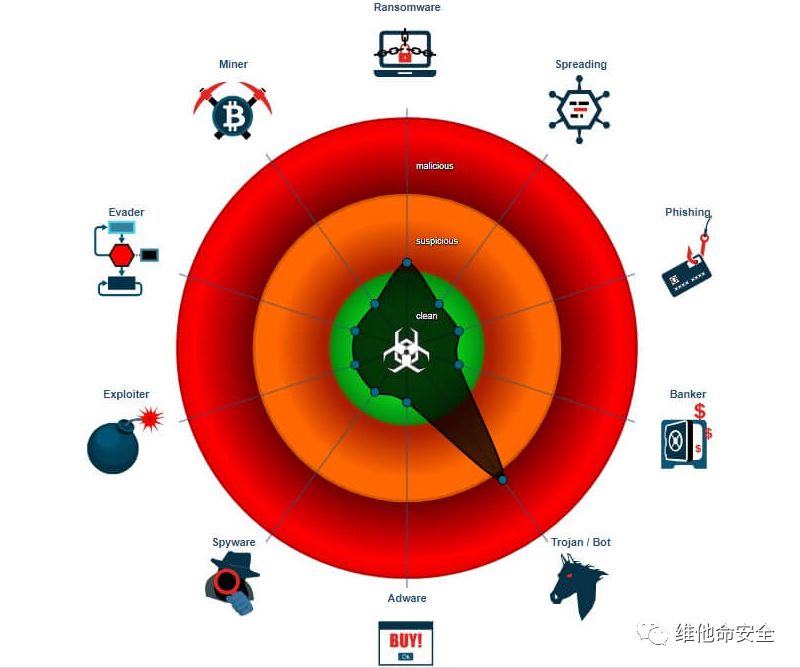 Ransomware
Miner
Spreading
malicious
Evader
Phishing
suspicious
clean
Exploiter
Banker
$
$
$
Spyware
Trojan / Bot
Adware
BUY!
OK
维他命安全